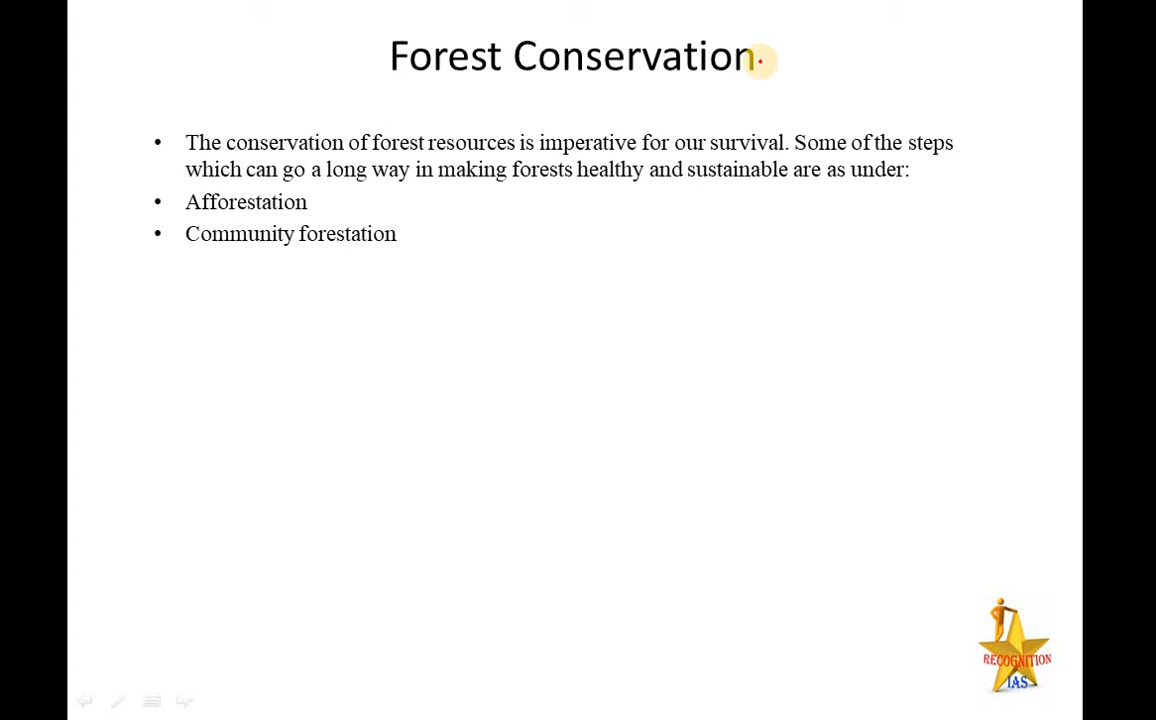 Forest Conservation
• The conservation of forest resources is imperative for our survival. Some of the steps
which can go a long way in making forests healthy and sustainable are as under:
• Afforestation
• Community forestation
RECOGNITION
IAS